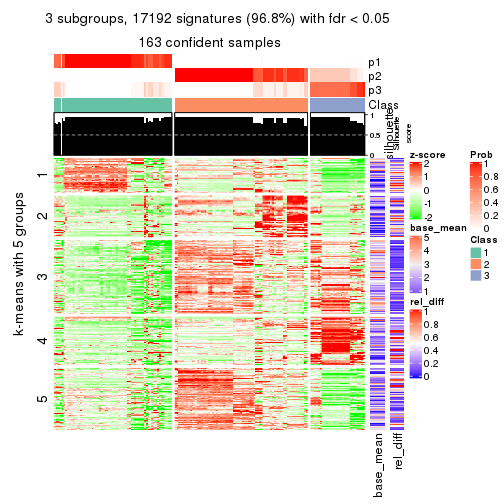 3 subgroups, 17192 signatures (96.8%) with fdr < 0.05
163 confident samples
p1
p2
p3
Class
1
0.5
0
silhouette
Silhouette
score
k-means with 5 groups
1
2
3
4
5
base_mean
rel_diff
z-score
2
1
0
-1
-2
base_mean
5
4
3
2
1
rel_diff
1
0.8
0.6
0.4
0.2
0
Prob
1
0.8
0.6
0.4
0.2
0
Class
1
2
3